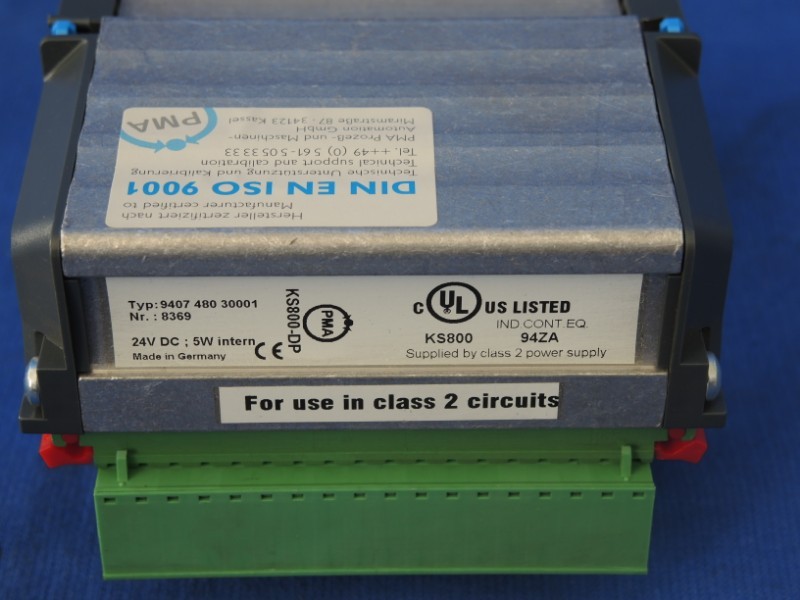 Hersteller zertifiziert nach
Manufacturer certified to
DIN EN ISO 9001
Technische Unterstützung und Kalibrierung
Technical support and calibration
Tel. ++49 (0) 5 61- 5 05 33 33
PMA Prozeß- und Maschinen-
Automation GmbH
Miramstraße 87 · 34123 Kassel
PMA
Typ: 9407 480 30001
Nr. : 8369
24V DC ; 5W intern
Made in Germany
CE
KS800-DP
PMA
C UL US LISTED
IND CONT.EQ.
KS800 94ZA
Supplied by class 2 power supply
For use in class 2 circuits